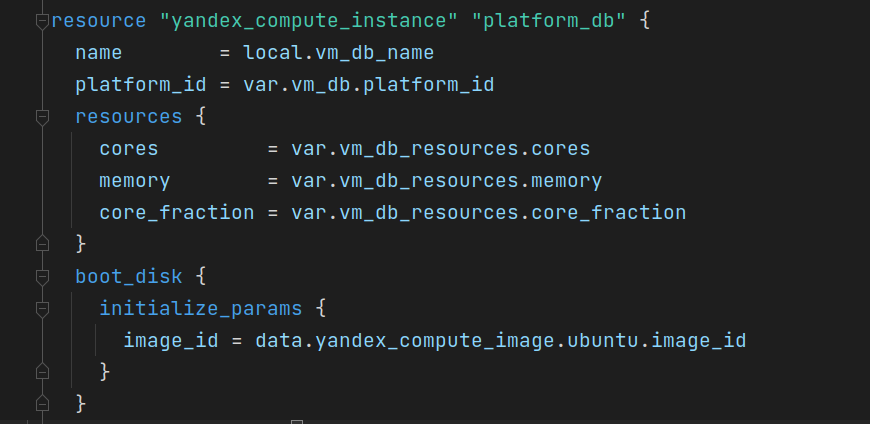 resource "yandex_compute_instance" "platform_db" {
  name        = local.vm_db_name
  platform_id = var.vm_db.platform_id
  resources {
    cores         = var.vm_db_resources.cores
    memory        = var.vm_db_resources.memory
    core_fraction = var.vm_db_resources.core_fraction
  }
  boot_disk {
    initialize_params {
      image_id = data.yandex_compute_image.ubuntu.image_id
    }
  }